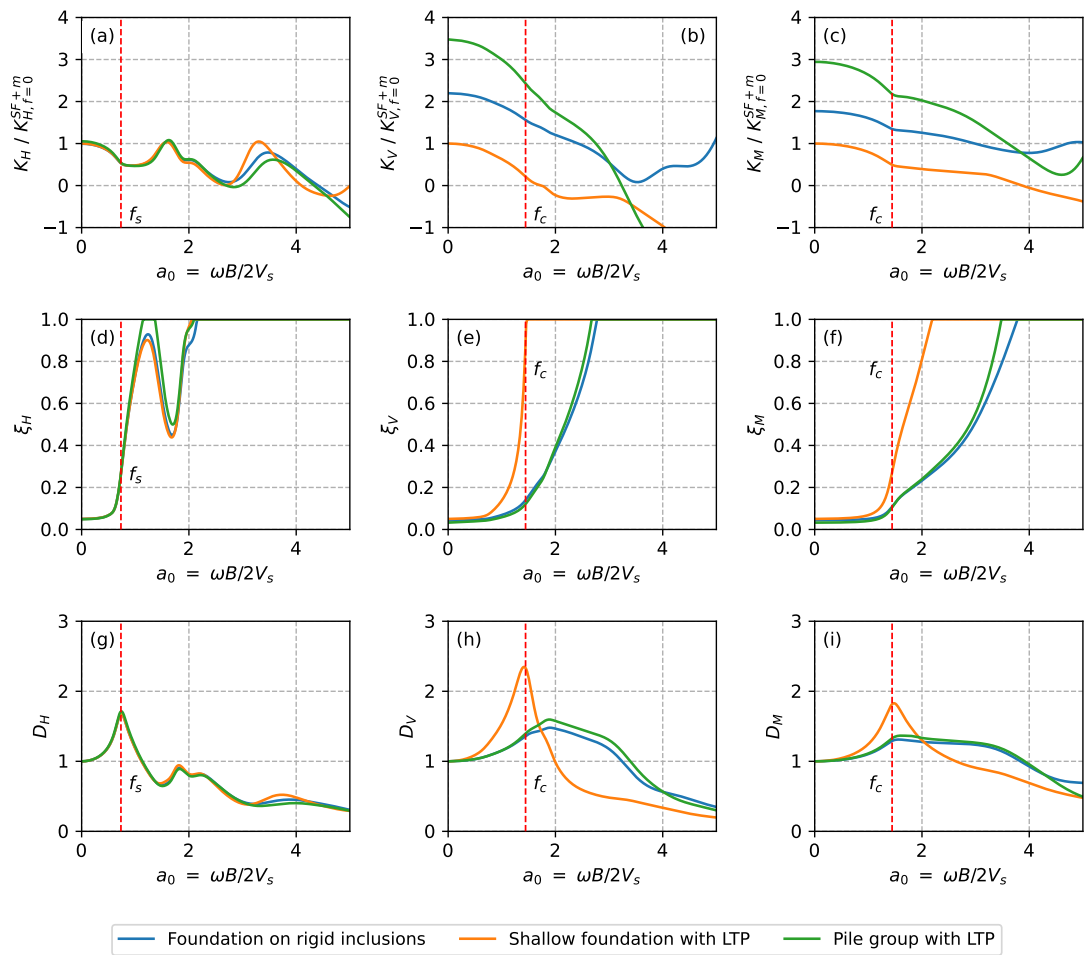 (a)
K_H / K_{H,f=0}^{SF+m}
4
3
2
1
0
−1
f_s
0 2 4
a_0 = ωB/2V_s
(b)
K_V / K_{V,f=0}^{SF+m}
4
3
2
1
0
−1
f_c
0 2 4
a_0 = ωB/2V_s
(c)
K_M / K_{M,f=0}^{SF+m}
4
3
2
1
0
−1
f_c
0 2 4
a_0 = ωB/2V_s
(d)
ξ_H
1.0
0.8
0.6
0.4
0.2
0.0
f_s
0 2 4
a_0 = ωB/2V_s
(e)
ξ_V
1.0
0.8
0.6
0.4
0.2
0.0
f_c
0 2 4
a_0 = ωB/2V_s
(f)
ξ_M
1.0
0.8
0.6
0.4
0.2
0.0
f_c
0 2 4
a_0 = ωB/2V_s
(g)
D_H
3
2
1
0
f_s
0 2 4
a_0 = ωB/2V_s
(h)
D_V
3
2
1
0
f_c
0 2 4
a_0 = ωB/2V_s
(i)
D_M
3
2
1
0
f_c
0 2 4
a_0 = ωB/2V_s
Foundation on rigid inclusions
Shallow foundation with LTP
Pile group with LTP